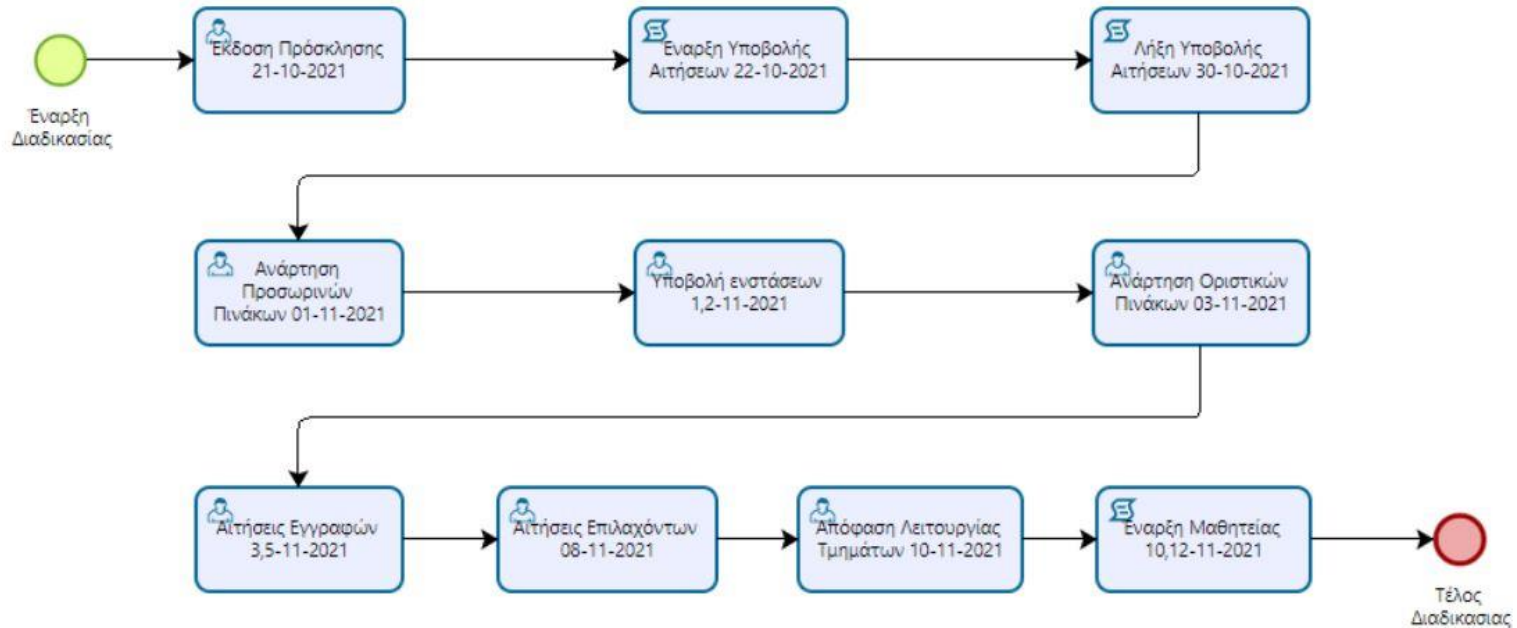 Έκδοση Πρόσκλησης
21-10-2021
Έναρξη Υποβολής
Αιτήσεων 22-10-2021
Λήξη Υποβολής
Αιτήσεων 30-10-2021
Έναρξη
Διαδικασίας
Ανάρτηση
Προσωρινών
Πινάκων 01-11-2021
Υποβολή ενστάσεων
1,2-11-2021
Ανάρτηση Οριστικών
Πινάκων 03-11-2021
Αιτήσεις Εγγραφών
3,5-11-2021
Αιτήσεις Επιλαχόντων
08-11-2021
Απόφαση Λειτουργίας
Τμημάτων 10-11-2021
Έναρξη Μαθητείας
10,12-11-2021
Τέλος
Διαδικασιας